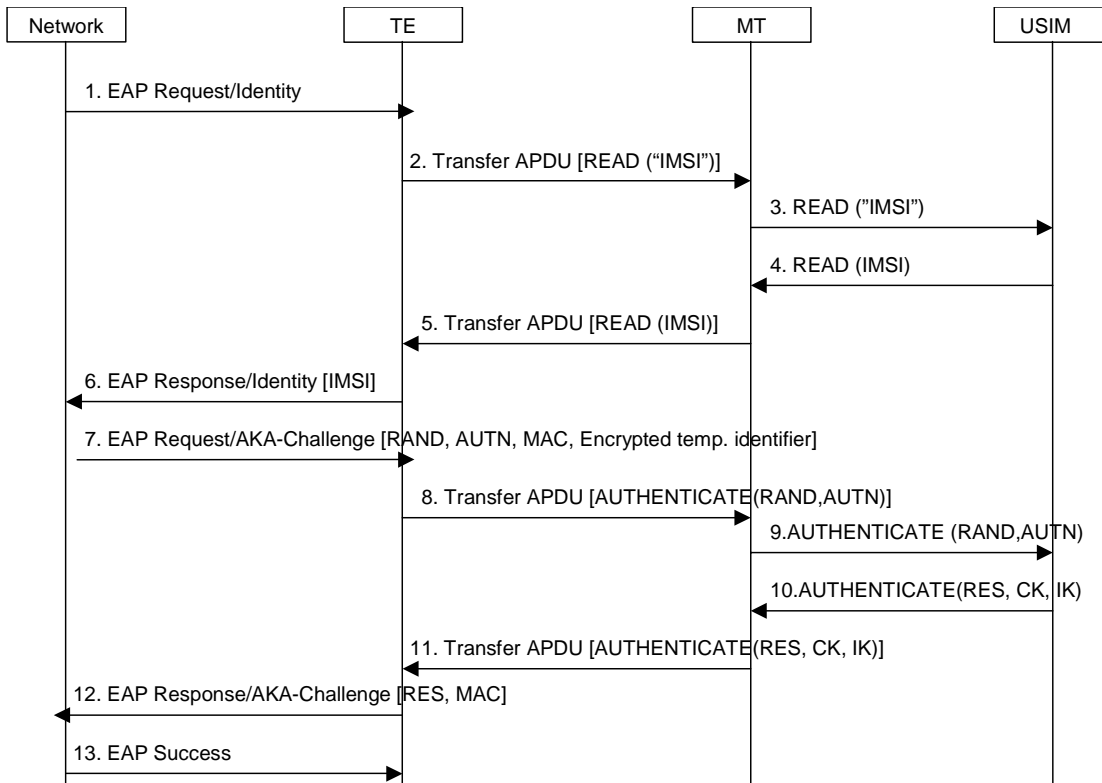 Network TE MT USIM
1. EAP Request/Identity
2. Transfer APDU [READ (“IMSI”)]
3. READ (”IMSI”)
4. READ (IMSI)
5. Transfer APDU [READ (IMSI)]
6. EAP Response/Identity [IMSI]
7. EAP Request/AKA-Challenge [RAND, AUTN, MAC, Encrypted temp. identifier]
8. Transfer APDU [AUTHENTICATE(RAND,AUTN)]
9.AUTHENTICATE (RAND,AUTN)
10.AUTHENTICATE(RES, CK, IK)
11. Transfer APDU [AUTHENTICATE(RES, CK, IK)]
12. EAP Response/AKA-Challenge [RES, MAC]
13. EAP Success